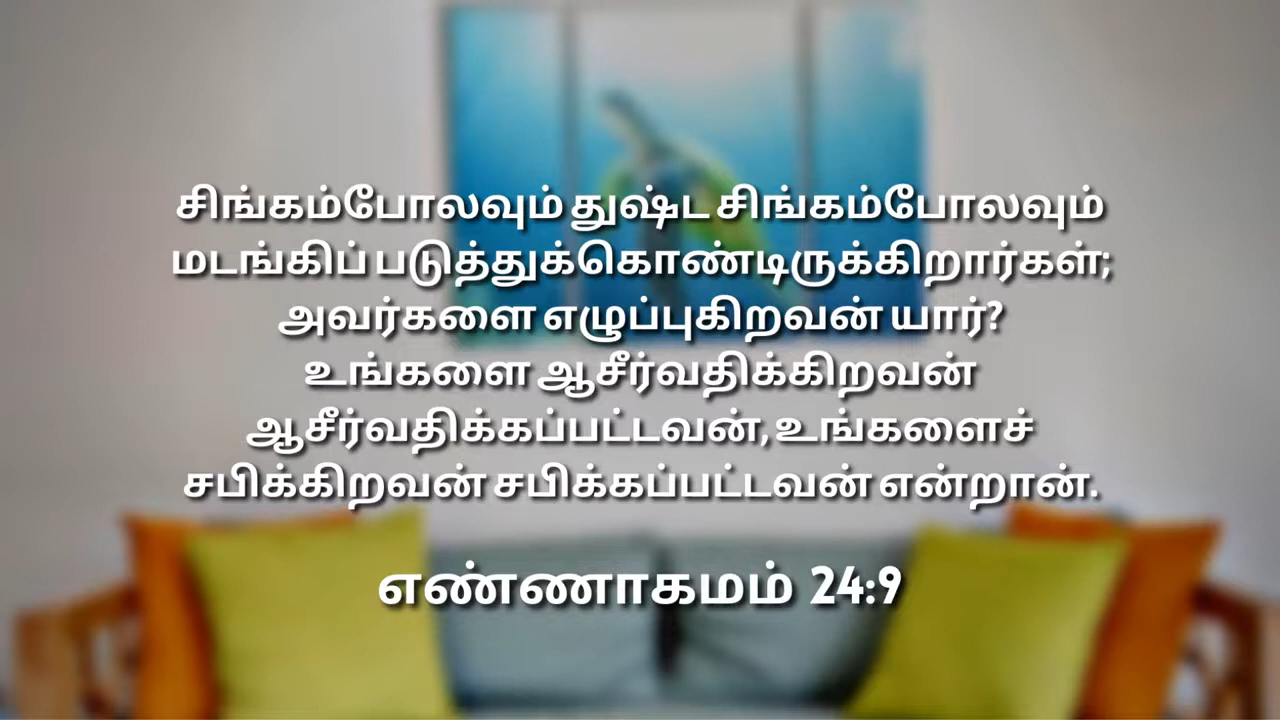 சிங்கம்போலவும் துஷ்ட சிங்கம்போலவும்
மடங்கிப் படுத்துக்கொண்டிருக்கிறார்கள்;
அவர்களை எழுப்புகிறவன் யார்?
உங்களை ஆசீர்வதிக்கிறவன்
ஆசீர்வதிக்கப்பட்டவன், உங்களைச்
சபிக்கிறவன் சபிக்கப்பட்டவன் என்றான்.
எண்ணாகமம் 24:9